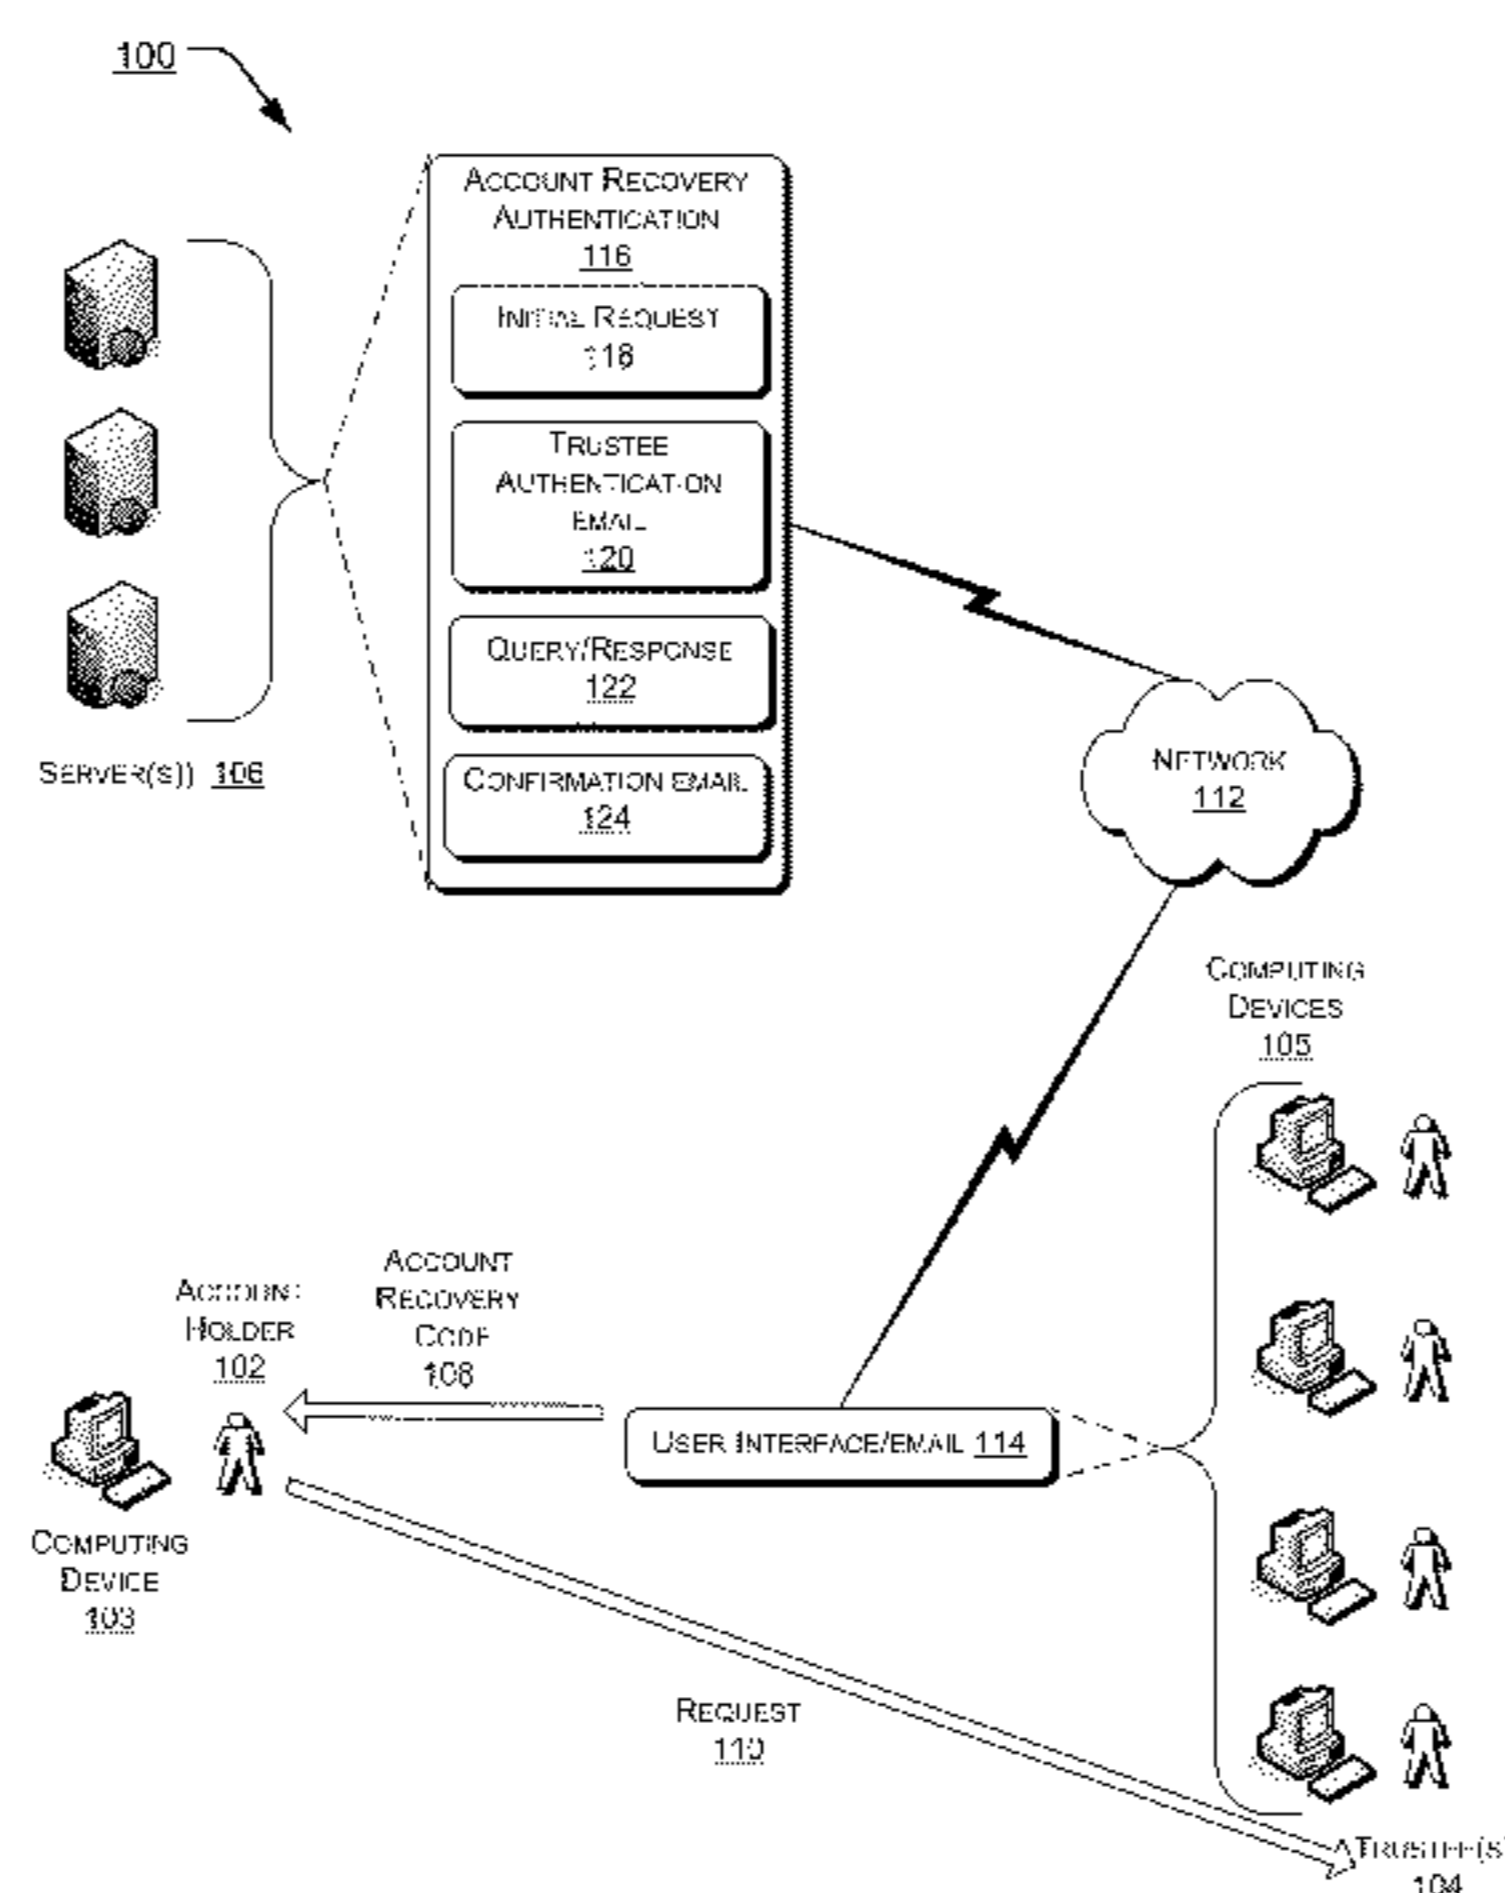 100
ACCOUNT RECOVERY
AUTHENTICATION
116
INITIAL REQUEST
118
TRUSTEE
AUTHENTICATION
EMAIL
120
QUERY/RESPONSE
122
CONFIRMATION EMAIL
124
SERVER(S)) 106
NETWORK
112
COMPUTING
DEVICES
105
ACCOUNT
RECOVERY
CODE
108
ACCOUNT
HOLDER
102
USER INTERFACE/EMAIL 114
COMPUTING
DEVICE
103
REQUEST
110
TRUSTEE(S)
104